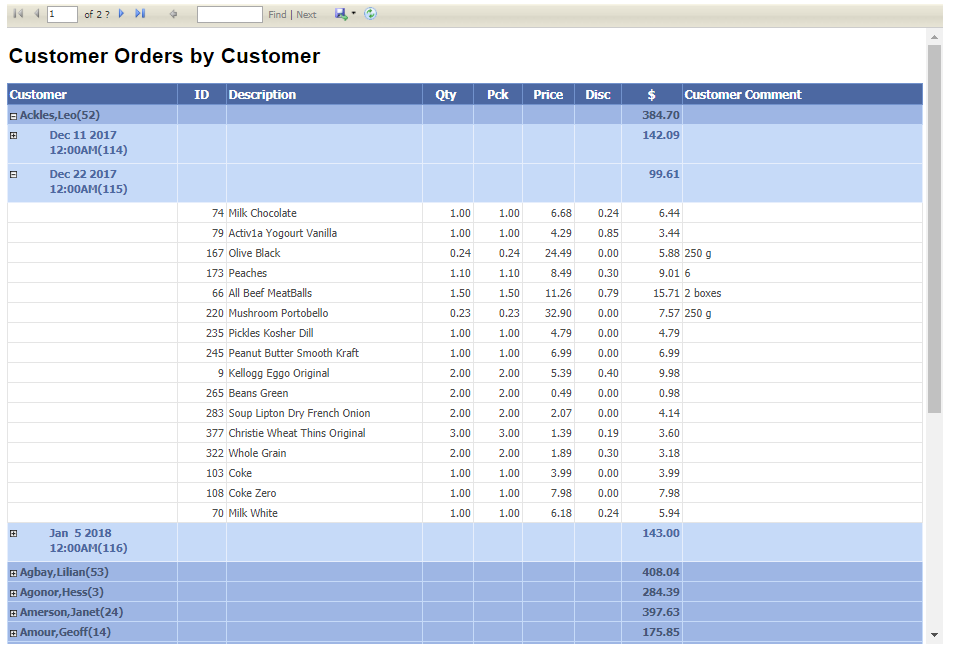 1 of 2 ? Find | Next
Customer Orders by Customer
Customer ID Description Qty Pck Price Disc $ Customer Comment
Ackles,Leo(52) 384.70
Dec 11 2017 142.09
12:00AM(114)
Dec 22 2017 99.61
12:00AM(115)
74 Milk Chocolate 1.00 1.00 6.68 0.24 6.44
79 Activ1a Yogourt Vanilla 1.00 1.00 4.29 0.85 3.44
167 Olive Black 0.24 0.24 24.49 0.00 5.88 250 g
173 Peaches 1.10 1.10 8.49 0.30 9.01 6
66 All Beef MeatBalls 1.50 1.50 11.26 0.79 15.71 2 boxes
220 Mushroom Portobello 0.23 0.23 32.90 0.00 7.57 250 g
235 Pickles Kosher Dill 1.00 1.00 4.79 0.00 4.79
245 Peanut Butter Smooth Kraft 1.00 1.00 6.99 0.00 6.99
9 Kellogg Eggo Original 2.00 2.00 5.39 0.40 9.98
265 Beans Green 2.00 2.00 0.49 0.00 0.98
283 Soup Lipton Dry French Onion 2.00 2.00 2.07 0.00 4.14
377 Christie Wheat Thins Original 3.00 3.00 1.39 0.19 3.60
322 Whole Grain 2.00 2.00 1.89 0.30 3.18
103 Coke 1.00 1.00 3.99 0.00 3.99
108 Coke Zero 1.00 1.00 7.98 0.00 7.98
70 Milk White 1.00 1.00 6.18 0.24 5.94
Jan 5 2018 143.00
12:00AM(116)
Agbay,Lilian(53) 408.04
Agonor,Hess(3) 284.39
Amerson,Janet(24) 397.63
Amour,Geoff(14) 175.85